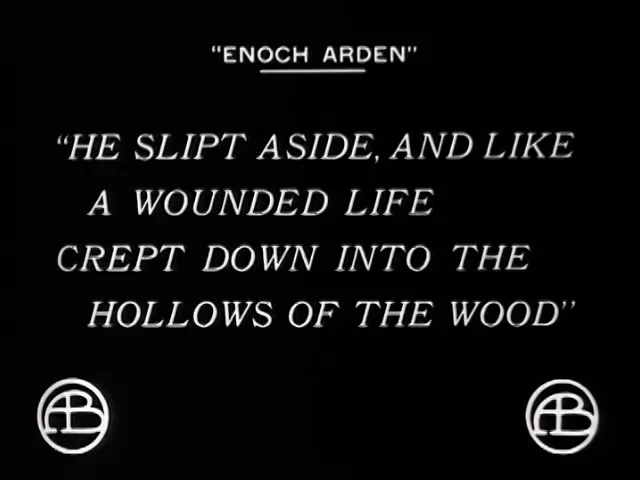 "ENOCH ARDEN"
"HE SLIPT ASIDE, AND LIKE
A WOUNDED LIFE
CREPT DOWN INTO THE
HOLLOWS OF THE WOOD"
AB AB